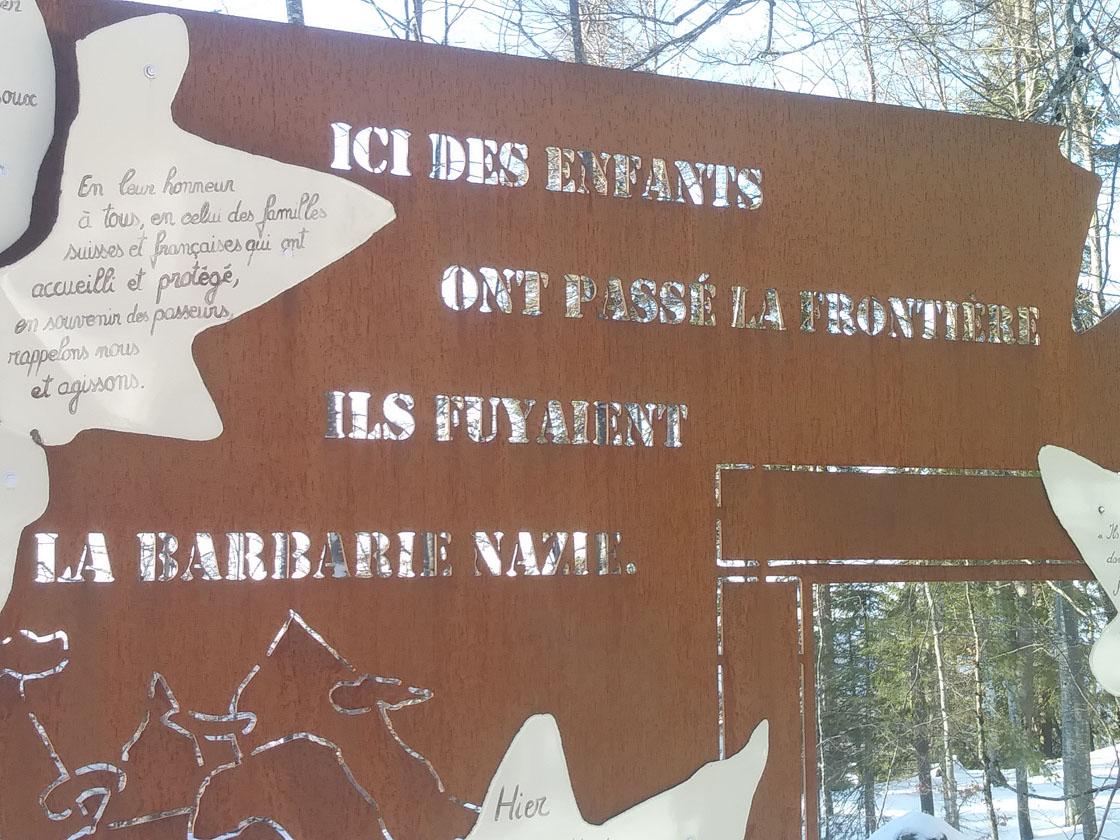 ICI DES ENFANTS
ONT PASSÉ LA FRONTIÈRE
ILS FUYAIENT
LA BARBARIE NAZIE.
En leur honneur
à tous, en celui des familles
suisses et françaises qui ont
accueilli et protégé,
en souvenir des passeurs,
rappelons nous
et agissons.
Hier